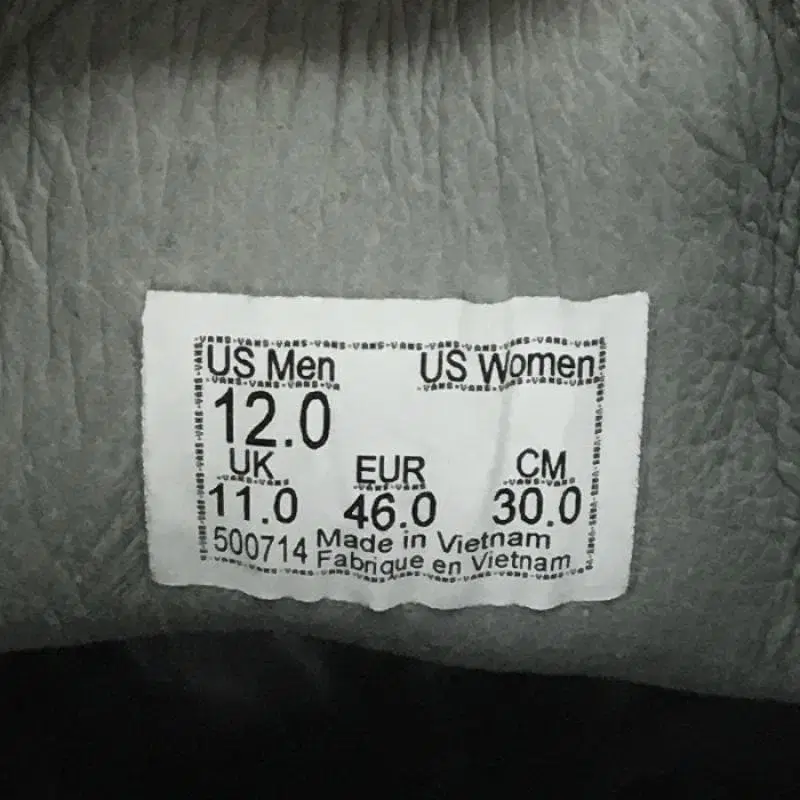 US Men US Women
12.0
UK EUR CM
11.0 46.0 30.0
500714 Made in Vietnam
Fabrique en Vietnam